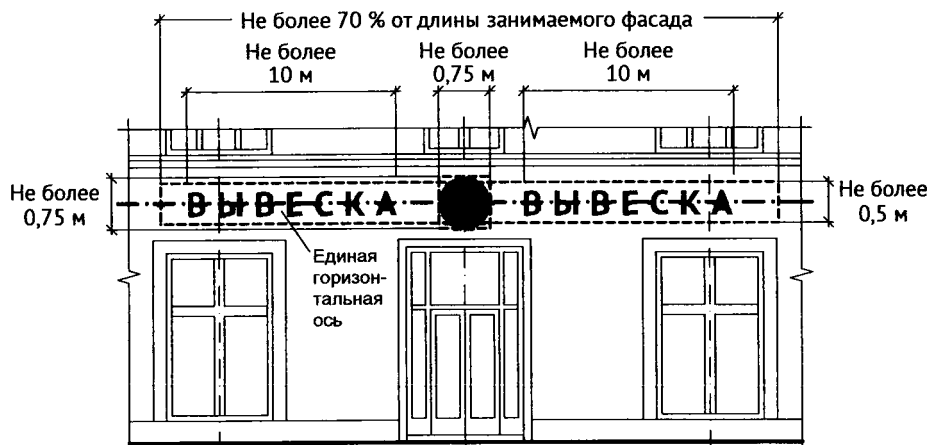 Не более 70 % от длины занимаемого фасада
Не более
10 м
Не более
0,75 м
Не более
10 м
Не более
0,75 м
ВЫВЕСКА
ВЫВЕСКА
Не более
0,5 м
Единая
горизон-
тальная
ось